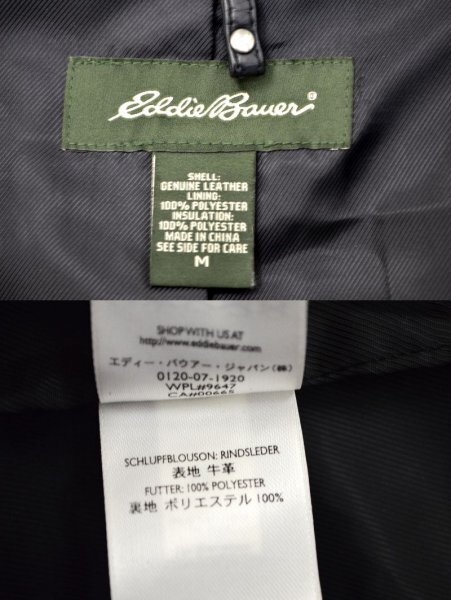 Eddie Bauer®
SHELL:
GENUINE LEATHER
LINING:
100% POLYESTER
INSULATION:
100% POLYESTER
MADE IN CHINA
SEE SIDE FOR CARE
M
SHOP WITH US AT
http://www.eddiebauer.com
エディー・バウアー・ジャパン(株)
0120-07-1920
WPL#9647
CA#00665
SCHLUPFBLOUSON: RINDSLEDER
表地 牛革
FUTTER: 100% POLYESTER
裏地 ポリエステル 100%